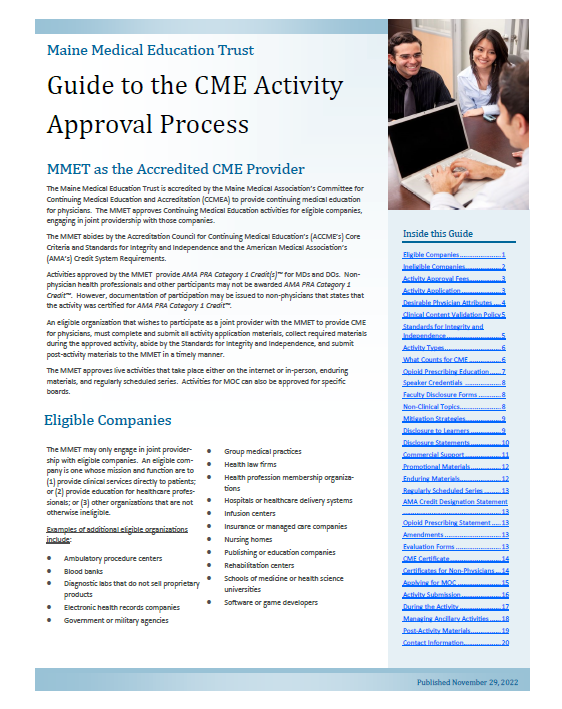 Maine Medical Education Trust
Guide to the CME Activity
Approval Process
MMET as the Accredited CME Provider
The Maine Medical Education Trust is accredited by the Maine Medical Association's Committee for
Continuing Medical Education and Accreditation (CCMEA) to provide continuing medical education
for physicians. The MMET approves Continuing Medical Education activities for eligible companies,
engaging in joint providership with those companies.
The MMET abides by the Accreditation Council for Continuing Medical Education's (ACCME's) Core
Criteria and Standards for Integrity and Independence and the American Medical Association's
(AMA's) Credit System Requirements.
Activities approved by the MMET provide AMA PRA Category 1 Credit(s)™ for MDs and DOs. Non-
physician health professionals and other participants may not be awarded AMA PRA Category 1
Credit™. However, documentation of participation may be issued to non-physicians that states that
the activity was certified for AMA PRA Category 1 Credit™.
An eligible organization that wishes to participate as a joint provider with the MMET to provide CME
for physicians, must complete and submit all activity application materials, collect required materials
during the approved activity, abide by the Standards for Integrity and Independence, and submit
post-activity materials to the MMET in a timely manner.
The MMET approves live activities that take place either on the internet or in-person, enduring
materials, and regularly scheduled series. Activities for MOC can also be approved for specific
boards.
Eligible Companies
The MMET may only engage in joint provider-
ship with eligible companies. An eligible com-
pany is one whose mission and function are to
(1) provide clinical services directly to patients;
or (2) provide education for healthcare profes-
sionals; or (3) other organizations that are not
otherwise ineligible.
Examples of additional eligible organizations
include:
• Ambulatory procedure centers
• Blood banks
• Diagnostic labs that do not sell proprietary
products
• Electronic health records companies
• Government or military agencies
• Group medical practices
• Health law firms
• Health profession membership organiza-
tions
• Hospitals or healthcare delivery systems
• Infusion centers
• Insurance or managed care companies
• Nursing homes
• Publishing or education companies
• Rehabilitation centers
• Schools of medicine or health science
universities
• Software or game developers
Inside this Guide
Eligible Companies.....................1
Ineligible Companies..................2
Activity Approval Fees................2
Activity Application....................3
Desirable Physician Attributes....4
Clinical Content Validation Policy5
Standards for Integrity and
Independence.............................5
Activity Types..............................6
What Counts for CME.................6
Opioid Prescribing Education......7
Speaker Credentials....................8
Faculty Disclosure Forms............8
Non-Clinical Topics......................8
Mitigation Strategies...................9
Disclosure to Learners.................9
Disclosure Statements...............10
Commercial Support..................11
Promotional Materials...............12
Enduring Materials....................12
Regularly Scheduled Series........13
AMA Credit Designation Statement
..................................................13
Opioid Prescribing Statement....13
Amendments.............................13
Evaluation Forms.......................13
CME Certificate..........................14
Certificates for Non-Physicians...14
Applying for MOC......................15
Activity Submission....................16
During the Activity.....................17
Managing Ancillary Activities.....18
Post-Activity Materials...............19
Contact Information...................20
Published November 29, 2022